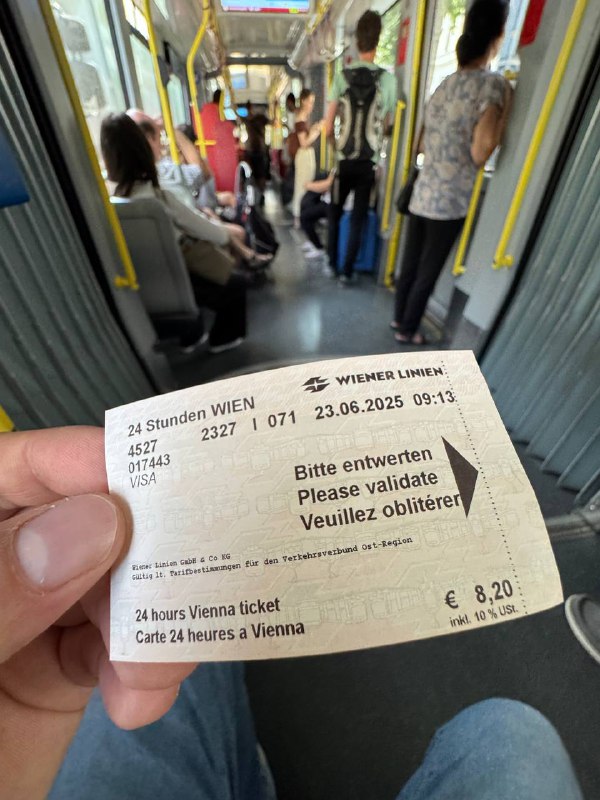 WIENER LINIEN
24 Stunden WIEN
4527 2327 I 071 23.06.2025 09:13
017443
VISA
Bitte entwerten
Please validate
Veuillez oblitérer
Wiener Linien GmbH & Co KG
Gültig lt. Tarifbestimmungen für den Verkehrsverbund Ost-Region
24 hours Vienna ticket
Carte 24 heures a Vienna
€ 8,20
inkl. 10 % USt.